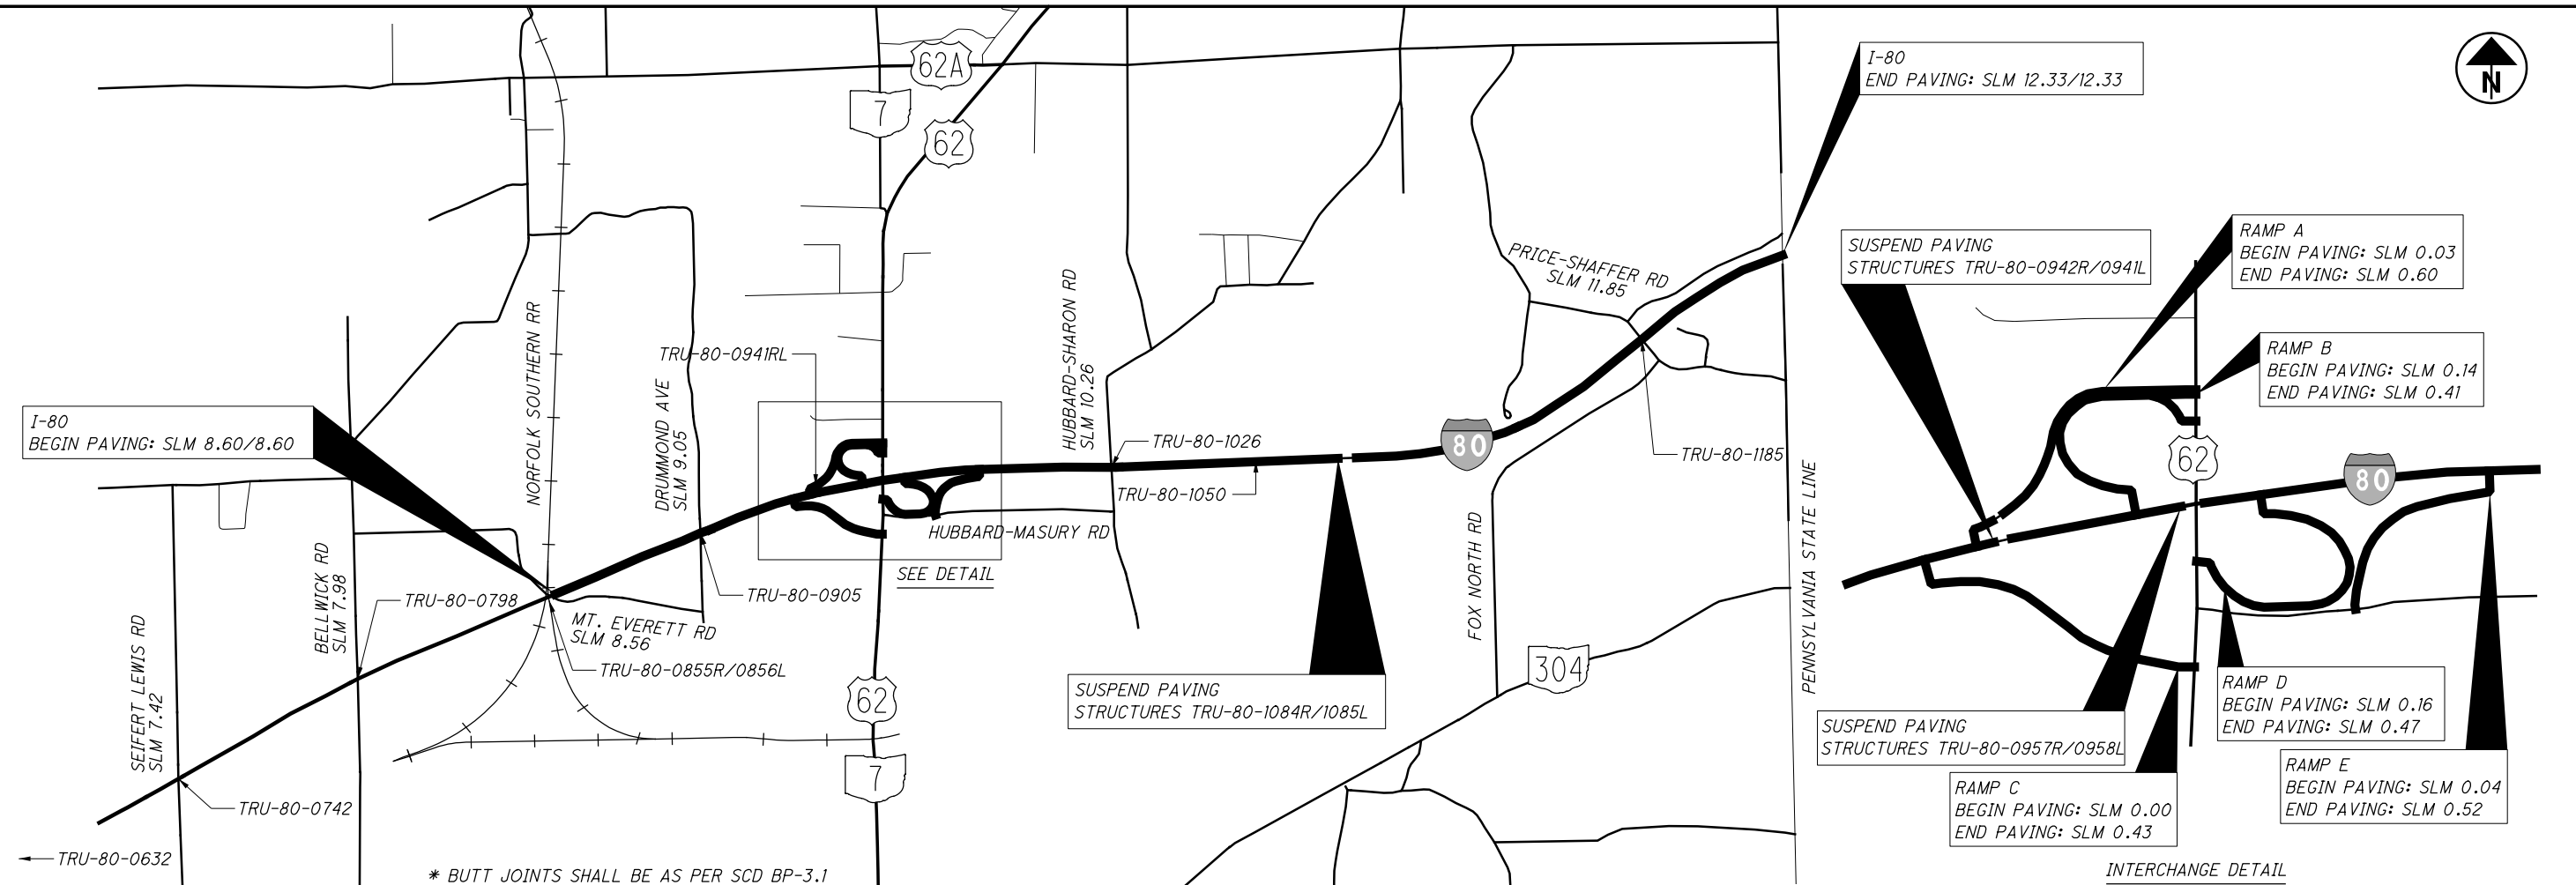 I-80
END PAVING: SLM 12.33/12.33
N
62A
7
62
SUSPEND PAVING
STRUCTURES TRU-80-0942R/0941L
RAMP A
BEGIN PAVING: SLM 0.03
END PAVING: SLM 0.60
PRICE-SHAFFER RD
SLM 11.85
HUBBARD-SHARON RD
SLM 10.26
NORFOLK SOUTHERN RR
TRU-80-0941RL
DRUMMOND AVE
SLM 9.05
RAMP B
BEGIN PAVING: SLM 0.14
END PAVING: SLM 0.41
I-80
BEGIN PAVING: SLM 8.60/8.60
TRU-80-1026
80
TRU-80-1185
62
80
TRU-80-1050
HUBBARD-MASURY RD
SEE DETAIL
FOX NORTH RD
PENNSYLVANIA STATE LINE
BELLWICK RD
SLM 7.98
TRU-80-0798
TRU-80-0905
MT. EVERETT RD
SLM 8.56
TRU-80-0855R/0856L
SEIFERT LEWIS RD
SLM 7.42
62
304
SUSPEND PAVING
STRUCTURES TRU-80-1084R/1085L
RAMP D
BEGIN PAVING: SLM 0.16
END PAVING: SLM 0.47
SUSPEND PAVING
STRUCTURES TRU-80-0957R/0958L
7
RAMP E
BEGIN PAVING: SLM 0.04
END PAVING: SLM 0.52
RAMP C
BEGIN PAVING: SLM 0.00
END PAVING: SLM 0.43
TRU-80-0742
TRU-80-0632
* BUTT JOINTS SHALL BE AS PER SCD BP-3.1
INTERCHANGE DETAIL